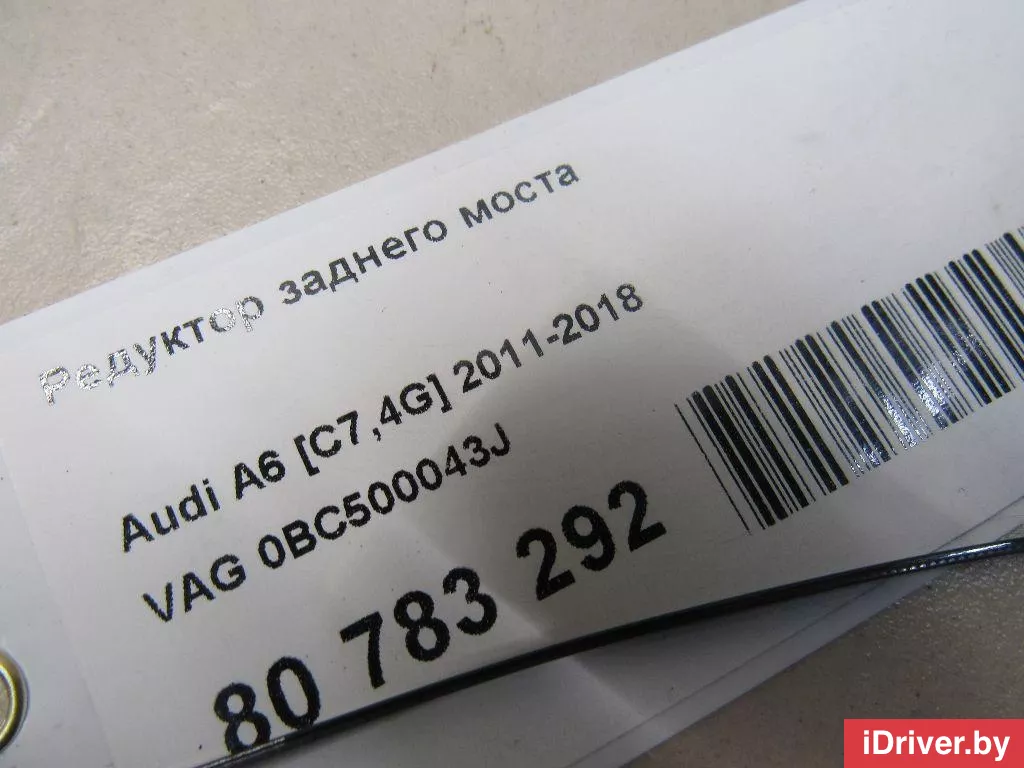 Редуктор заднего моста
Audi A6 [C7,4G] 2011-2018
VAG 0BC500043J
80 783 292
iDriver.by